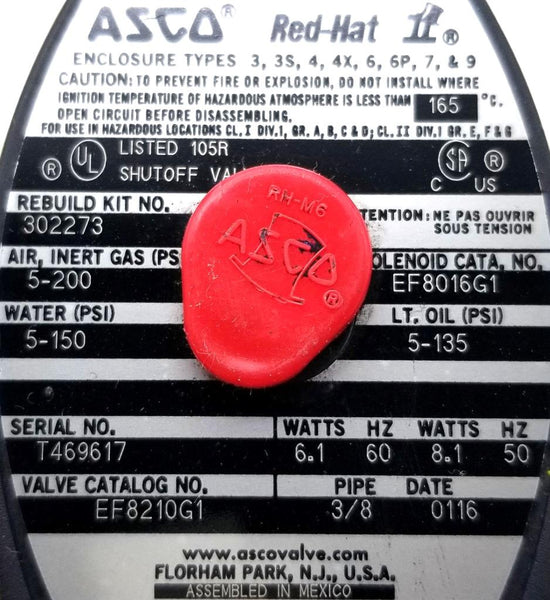 ASCO® Red-Hat II®
ENCLOSURE TYPES 3, 3S, 4, 4X, 6, 6P, 7, & 9
CAUTION: TO PREVENT FIRE OR EXPLOSION, DO NOT INSTALL WHERE
IGNITION TEMPERATURE OF HAZARDOUS ATMOSPHERE IS LESS THAN 165 °C.
OPEN CIRCUIT BEFORE DISASSEMBLING.
FOR USE IN HAZARDOUS LOCATIONS CL. I DIV.1, GR. A, B, C & D; CL. II DIV.1 GR. E, F & G
® UL LISTED 105R SA ®
SHUTOFF VAL C US
REBUILD KIT NO. RH-M6 TENTION: NE PAS OUVRIR
302273 SOUS TENSION
ASCO ®
AIR, INERT GAS (PS OLENOID CATA. NO.
5-200 EF8016G1
WATER (PSI) LT. OIL (PSI)
5-150 5-135
SERIAL NO. WATTS HZ WATTS HZ
T469617 6.1 60 8.1 50
VALVE CATALOG NO. PIPE DATE
EF8210G1 3/8 0116
www.ascovalve.com
FLORHAM PARK, N.J., U.S.A.
ASSEMBLED IN MEXICO